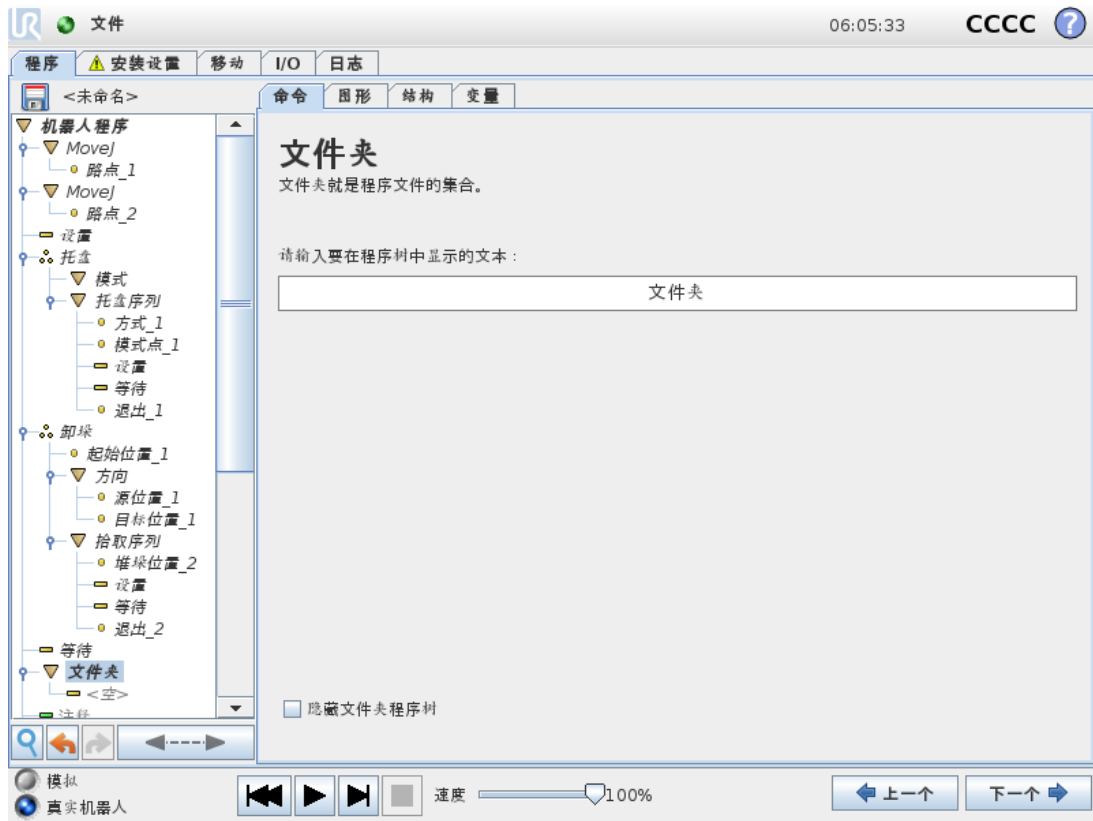 UR 文件 06:05:33 CCCC ?
程序 安装设置 移动 I/O 日志
<未命名> 命令 图形 结构 变量
机器人程序
MoveJ
路点_1
MoveJ
路点_2
设置
托盘
模式
托盘序列
方式_1
模式点_1
设置
等待
退出_1
卸垛
起始位置_1
方向
源位置_1
目标位置_1
拾取序列
堆垛位置_2
设置
等待
退出_2
等待
文件夹
<空>
注释
文件夹
文件夹就是程序文件的集合。
请输入要在程序树中显示的文本：
文件夹
隐藏文件夹程序树
模拟
真实机器人
速度 100% 上一个 下一个